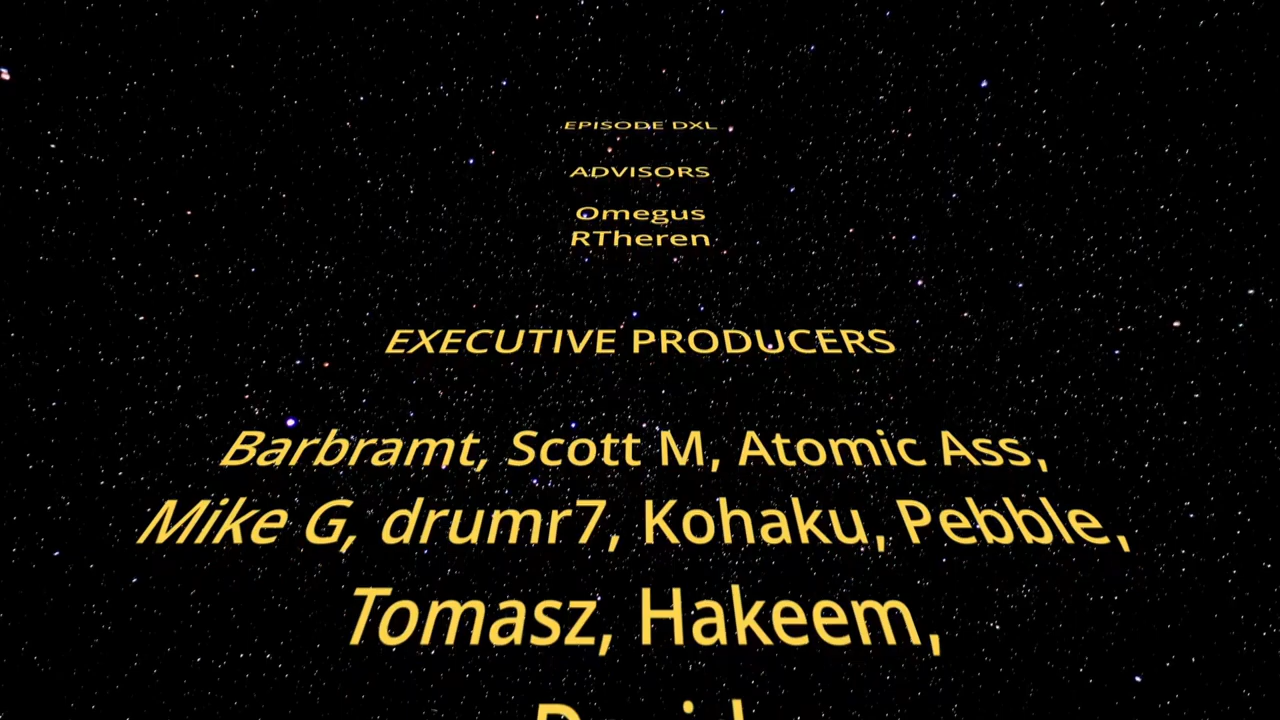 EPISODE DXL
ADVISORS
Omegus
RTheren
EXECUTIVE PRODUCERS
Barbramt, Scott M, Atomic Ass,
Mike G, drumr7, Kohaku, Pebble,
Tomasz, Hakeem,